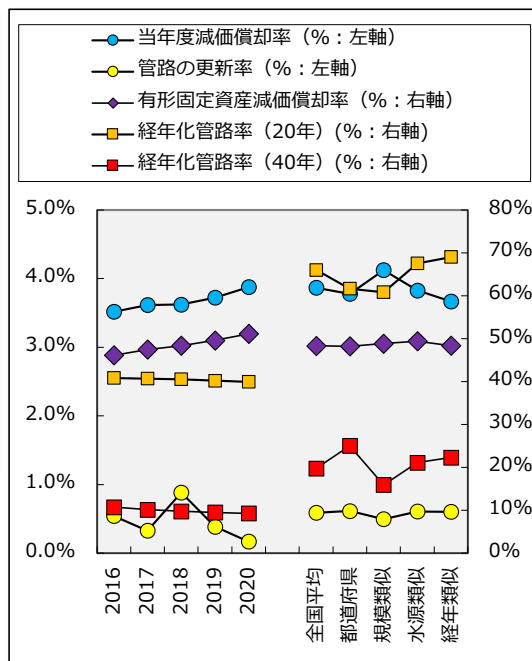 当年度減価償却率（%：左軸）
管路の更新率（%：左軸）
有形固定資産減価償却率（%：右軸）
経年化管路率（20年）(%：右軸)
経年化管路率（40年）(%：右軸)
5.0%
4.0%
3.0%
2.0%
1.0%
0.0%
80%
70%
60%
50%
40%
30%
20%
10%
0%
2016
2017
2018
2019
2020
全国平均
都道府県
規模類似
水源類似
経年類似